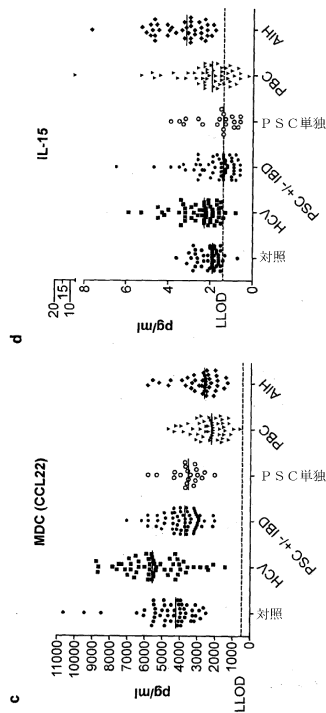 c
MDC (CCL22)
pg/ml
11000
10000
9000
8000
7000
6000
5000
4000
3000
2000
1000
LLOD
対照
HCV
PSC +/- IBD
PSC単独
PBC
AIH
d
IL-15
pg/ml
20
15
10
8
6
4
2
0
LLOD
対照
HCV
PSC +/- IBD
PSC単独
PBC
AIH